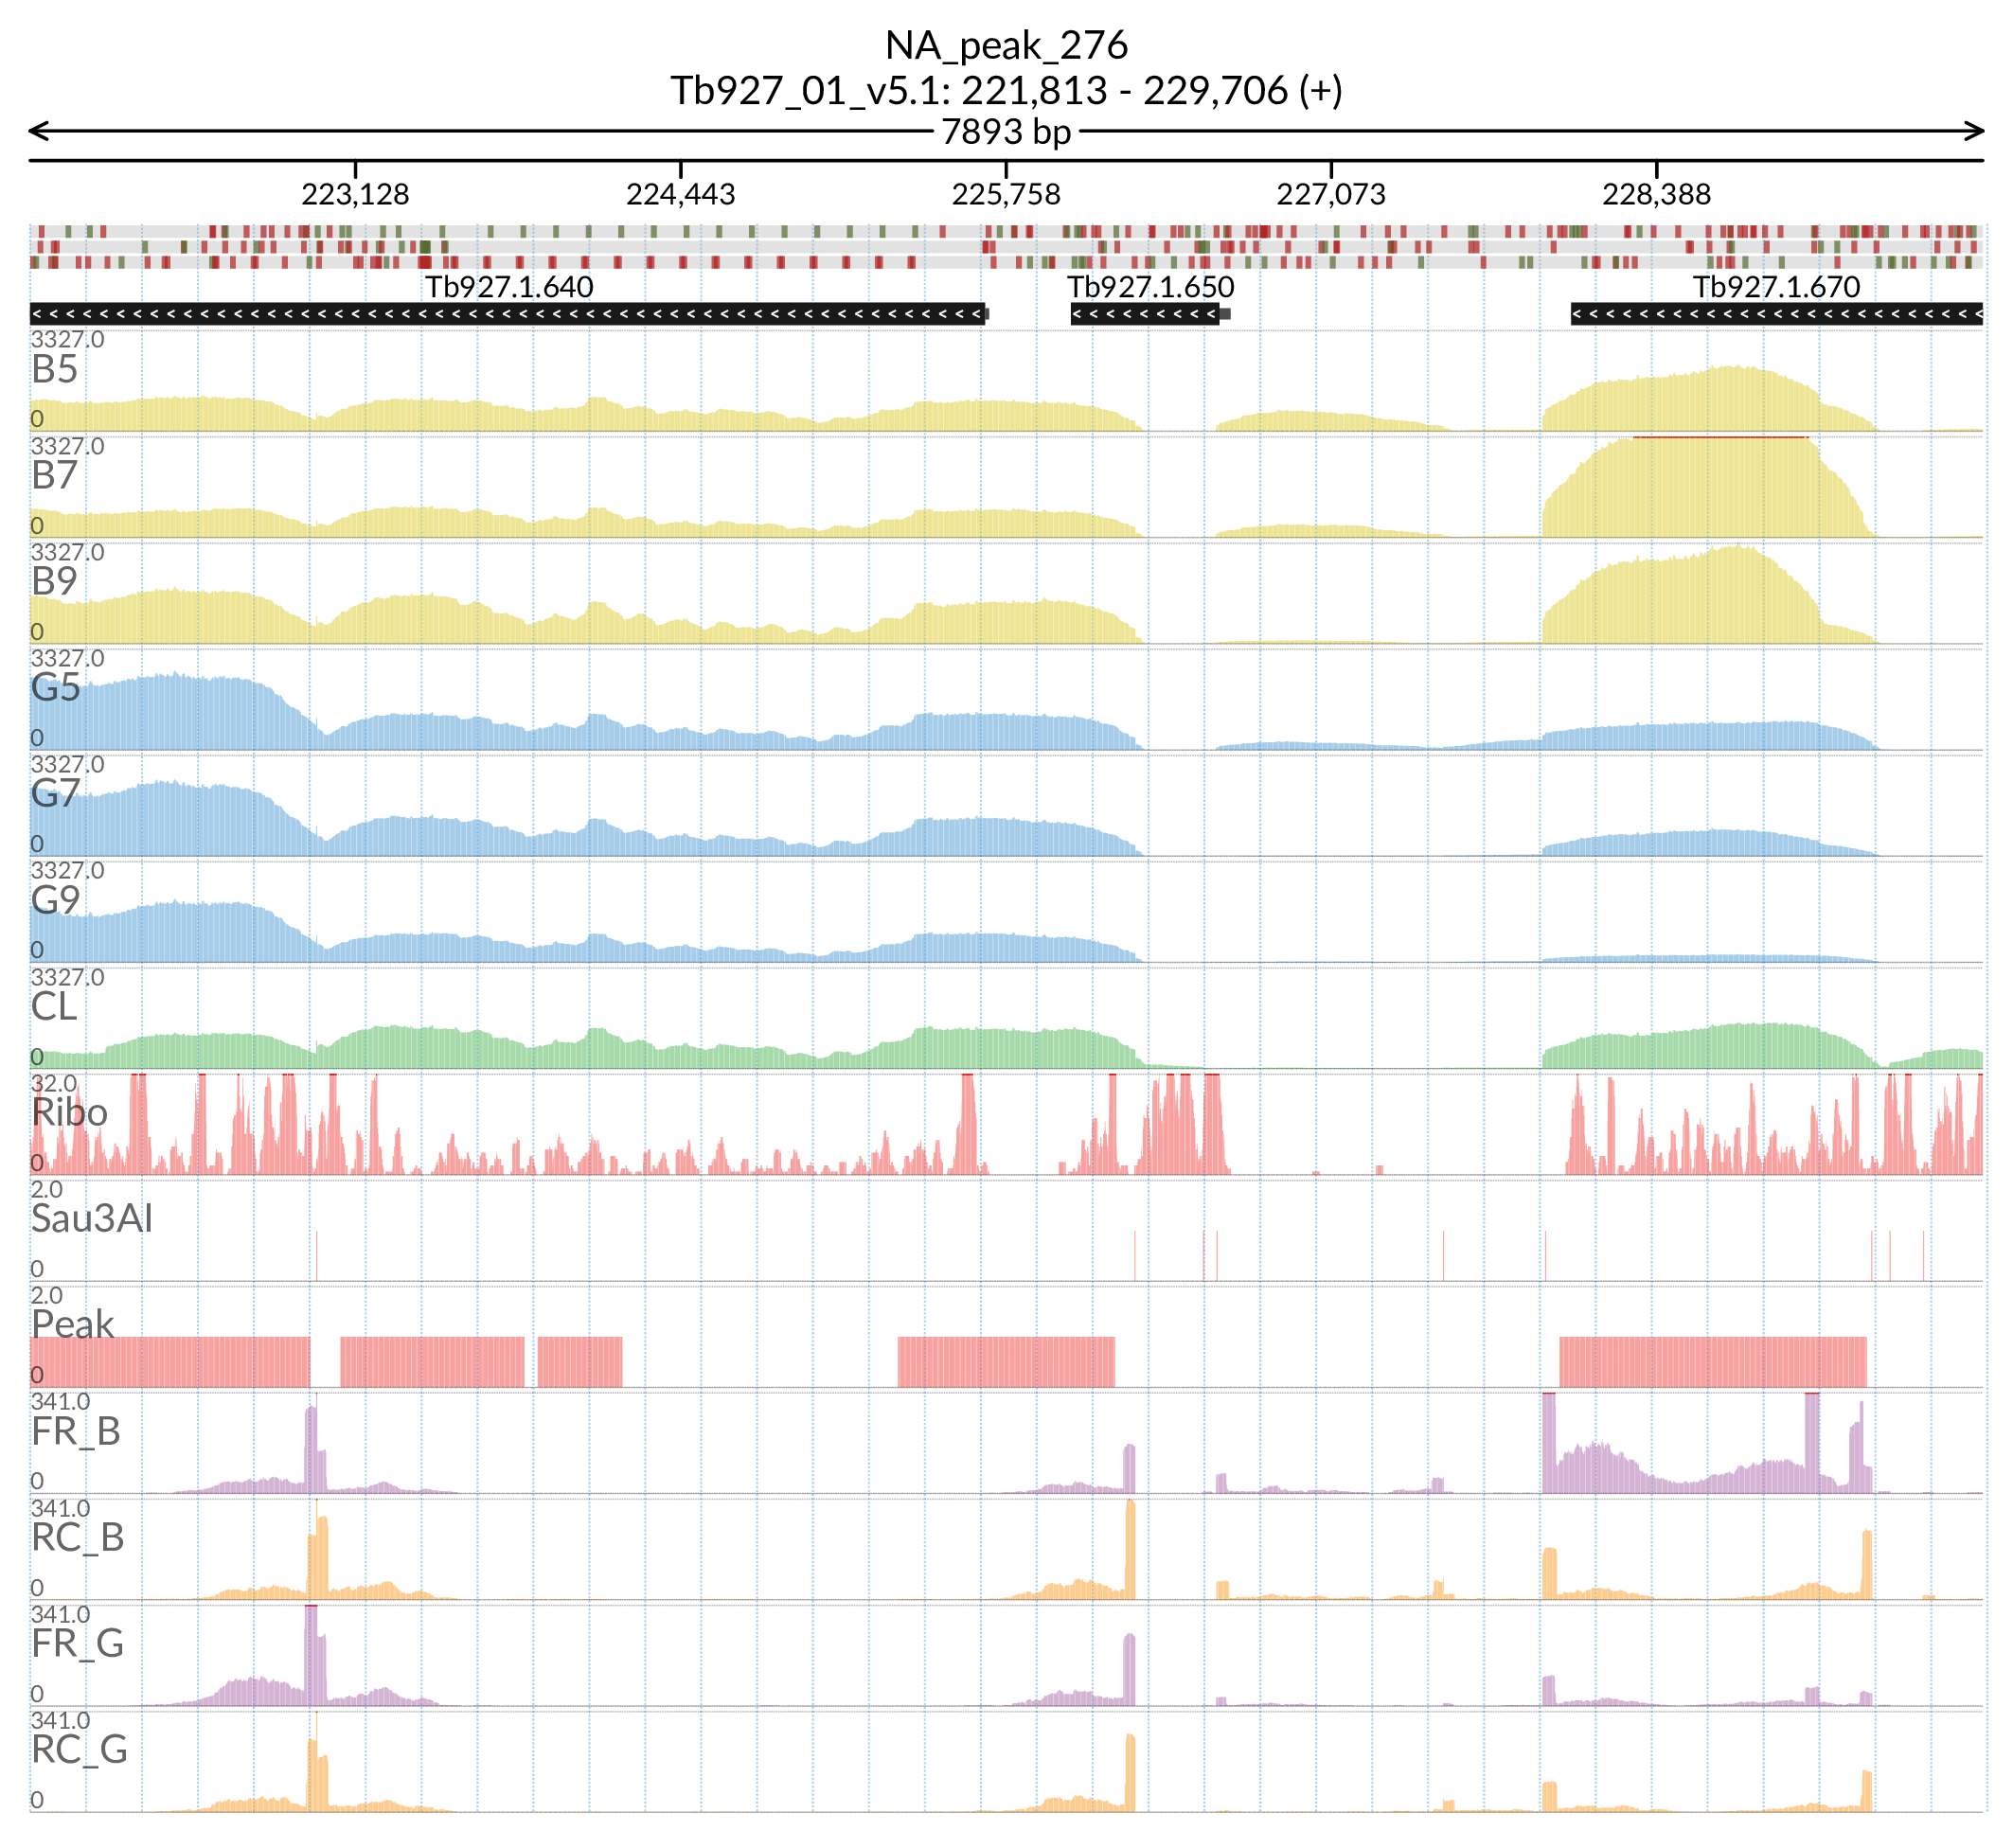 NA_peak_276
Tb927_01_v5.1: 221,813 - 229,706 (+)
7893 bp
223,128 224,443 225,758 227,073 228,388
Tb927.1.640 Tb927.1.650 Tb927.1.670
3327.0
B5
0
3327.0
B7
0
3327.0
B9
0
3327.0
G5
0
3327.0
G7
0
3327.0
G9
0
3327.0
CL
0
32.0
Ribo
0
2.0
Sau3AI
0
2.0
Peak
0
341.0
FR_B
0
341.0
RC_B
0
341.0
FR_G
0
341.0
RC_G
0